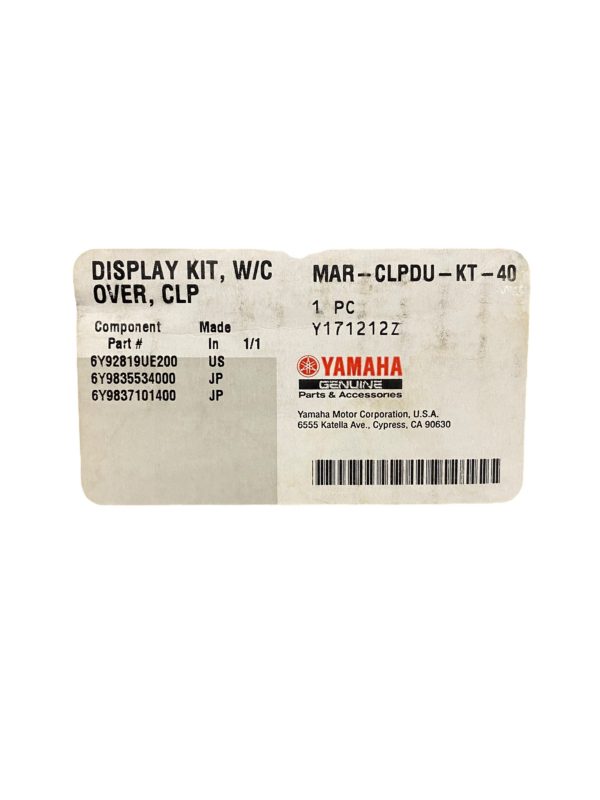 DISPLAY KIT, W/C
OVER, CLP
Component Made
Part # In 1/1
6Y92819UE200 US
6Y9835534000 JP
6Y9837101400 JP
MAR-CLPDU-KT-40
1 PC
Y171212Z
YAMAHA
GENUINE
Parts & Accessories
Yamaha Motor Corporation, U.S.A.
6555 Katella Ave., Cypress, CA 90630